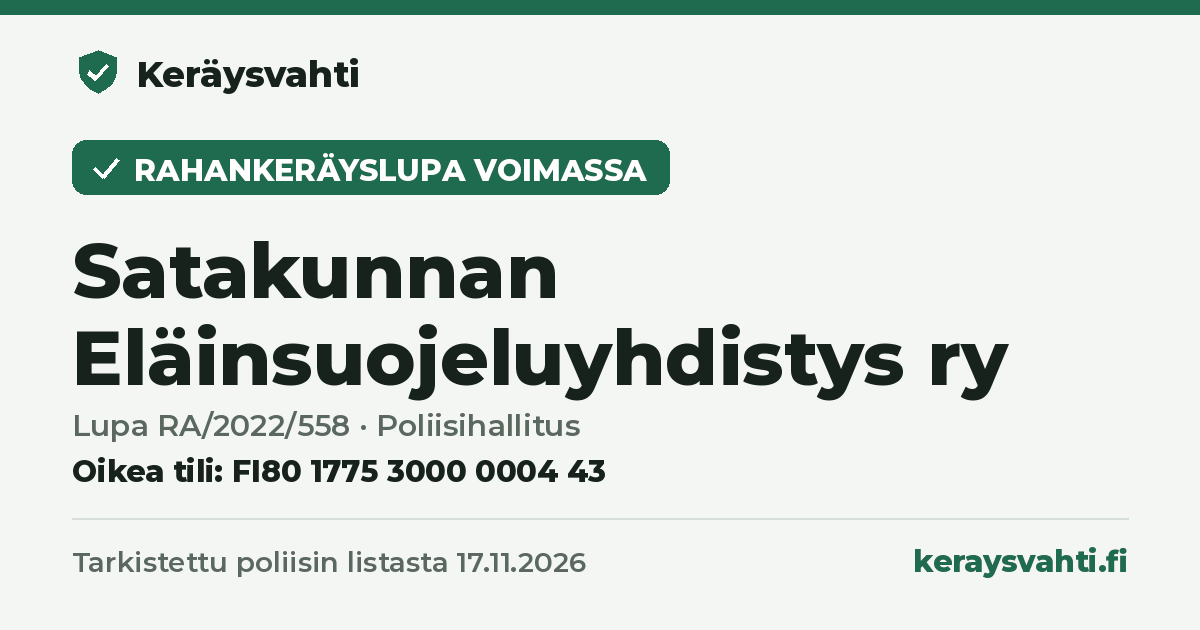 Keräysvahti
RAHANKERÄYSLUPA VOIMASSA
Satakunnan
Eläinsuojeluyhdistys ry
Lupa RA/2022/558 · Poliisihallitus
Oikea tili: FI80 1775 3000 0004 43
Tarkistettu poliisin listasta 17.11.2026
keraysvahti.fi